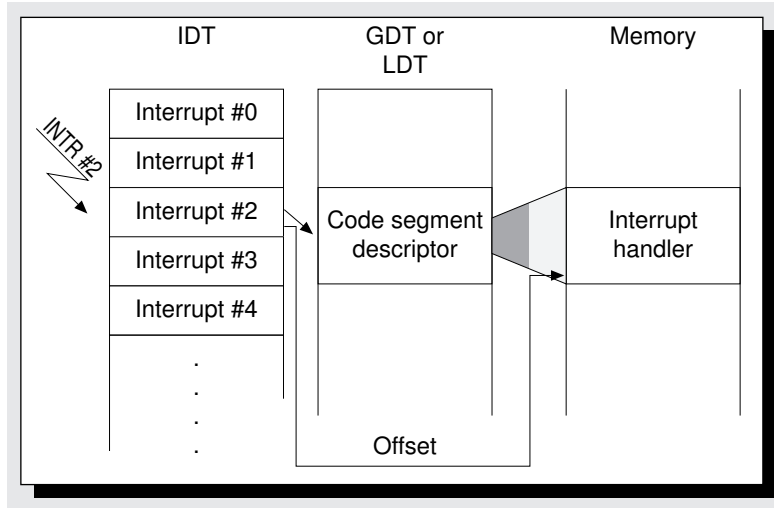 IDT
GDT or
LDT
Memory
INTR #2
Interrupt #0
Interrupt #1
Interrupt #2
Interrupt #3
Interrupt #4
.
.
.
.
Code segment
descriptor
Interrupt
handler
Offset